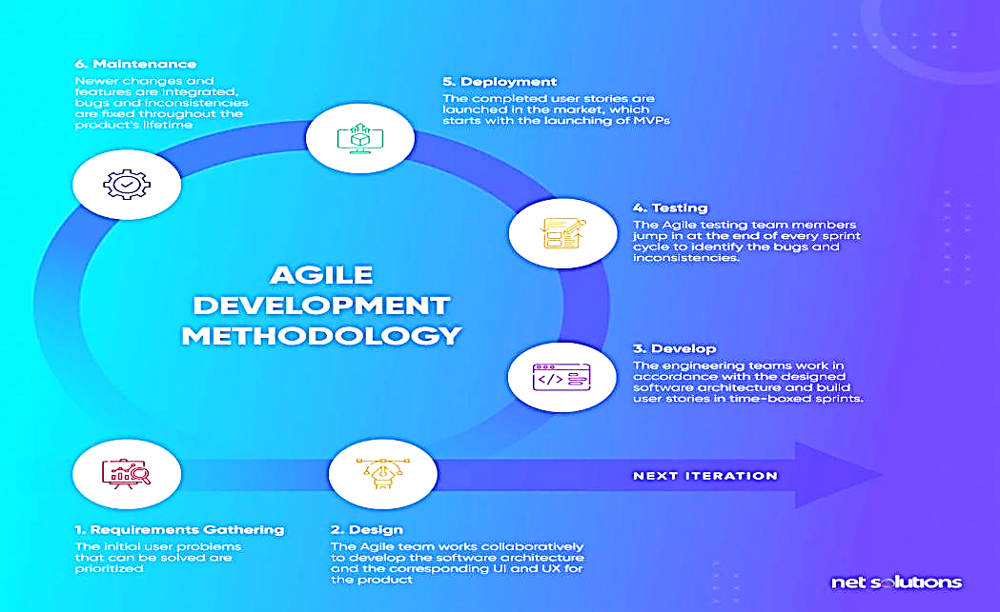 6. Maintenance
Newer changes and
features are integrated,
bugs and inconsistencies
are fixed throughout the
product's lifetime
5. Deployment
The completed user stories are
launched in the market, which
starts with the launching of MVPs
4. Testing
The Agile testing team members
jump in at the end of every sprint
cycle to identify the bugs and
inconsistencies.
AGILE
DEVELOPMENT
METHODOLOGY
3. Develop
The engineering teams work in
accordance with the designed
software architecture and build
user stories in time-boxed sprints.
NEXT ITERATION
1. Requirements Gathering
The initial user problems
that can be solved are
prioritized
2. Design
The Agile team works collaboratively
to develop the software architecture
and the corresponding UI and UX for
the product
net solutions